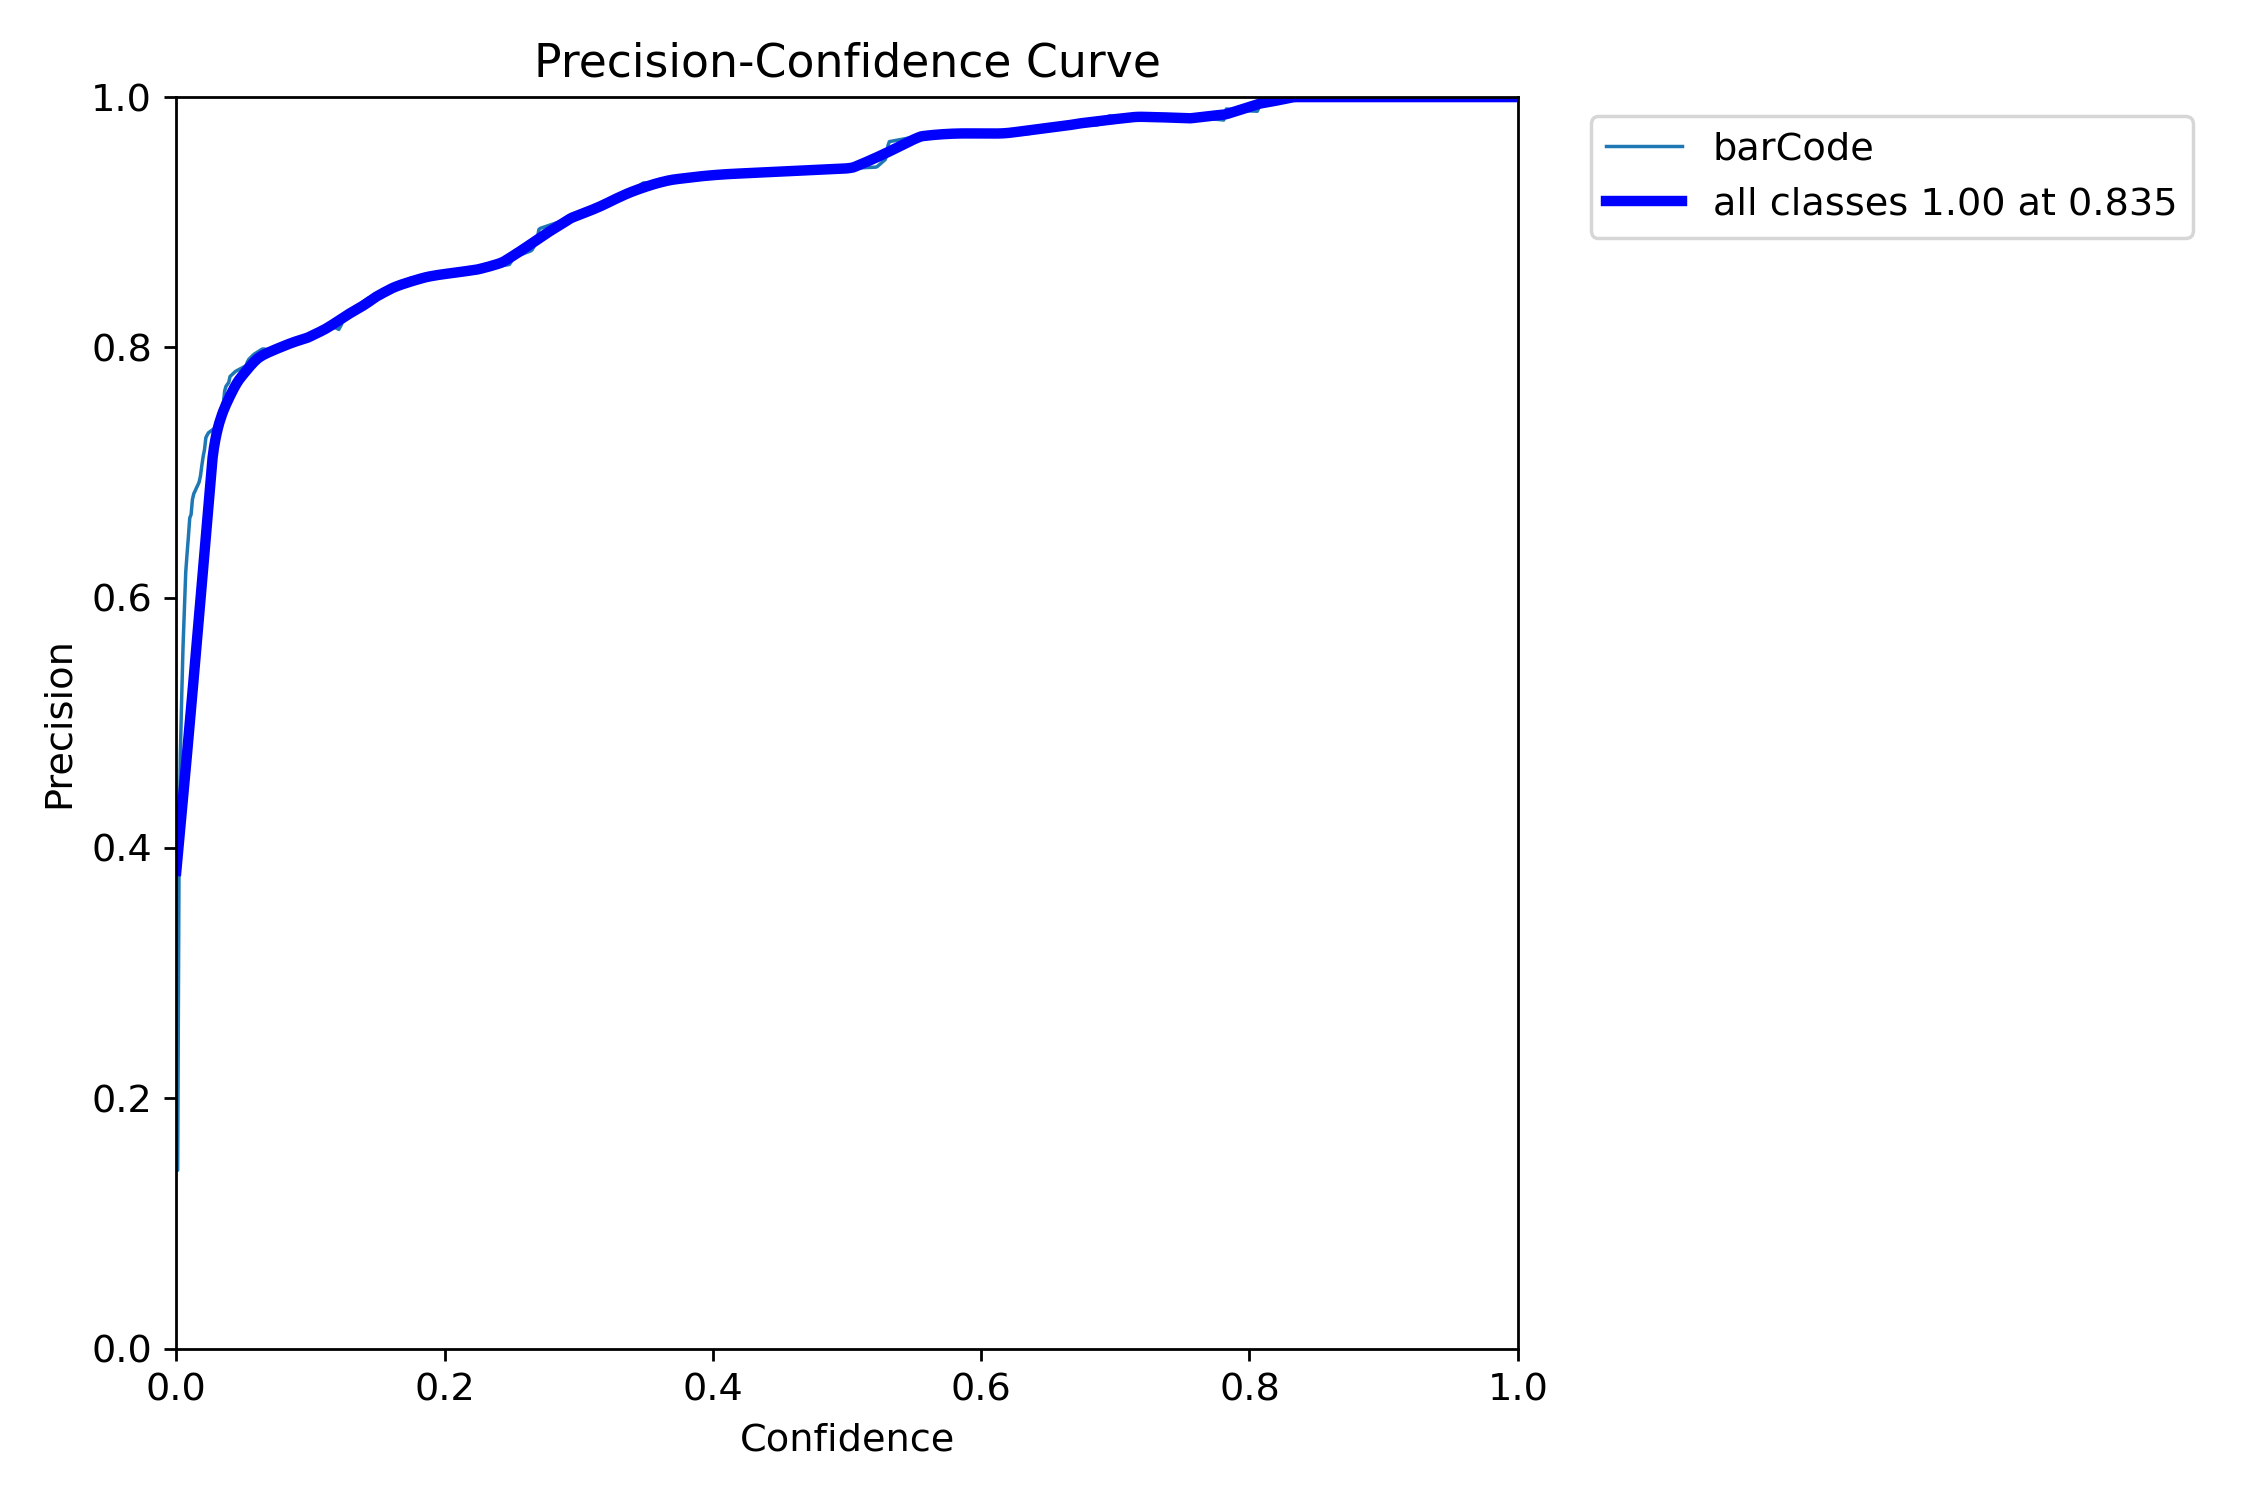 Precision-Confidence Curve
1.0
0.8
0.6
0.4
0.2
0.0
Precision
0.0 0.2 0.4 0.6 0.8 1.0
Confidence
barCode
all classes 1.00 at 0.835